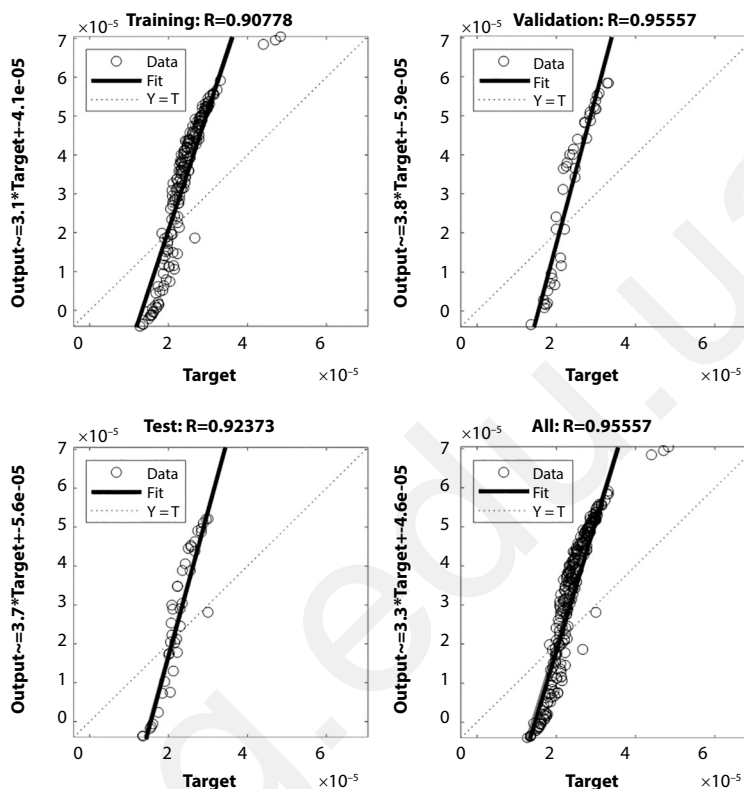 Training: R=0.90778
×10⁻⁵
7
6
5
4
3
2
1
0
Data
Fit
Y = T
Output~=3.1*Target+-4.1e-05
0 2 4 6
Target ×10⁻⁵
Validation: R=0.95557
×10⁻⁵
7
6
5
4
3
2
1
0
Data
Fit
Y = T
Output~=3.8*Target+-5.9e-05
0 2 4 6
Target ×10⁻⁵
Test: R=0.92373
×10⁻⁵
7
6
5
4
3
2
1
0
Data
Fit
Y = T
Output~=3.7*Target+-5.6e-05
0 2 4 6
Target ×10⁻⁵
All: R=0.95557
×10⁻⁵
7
6
5
4
3
2
1
0
Data
Fit
Y = T
Output~=3.3*Target+-4.6e-05
0 2 4 6
Target ×10⁻⁵